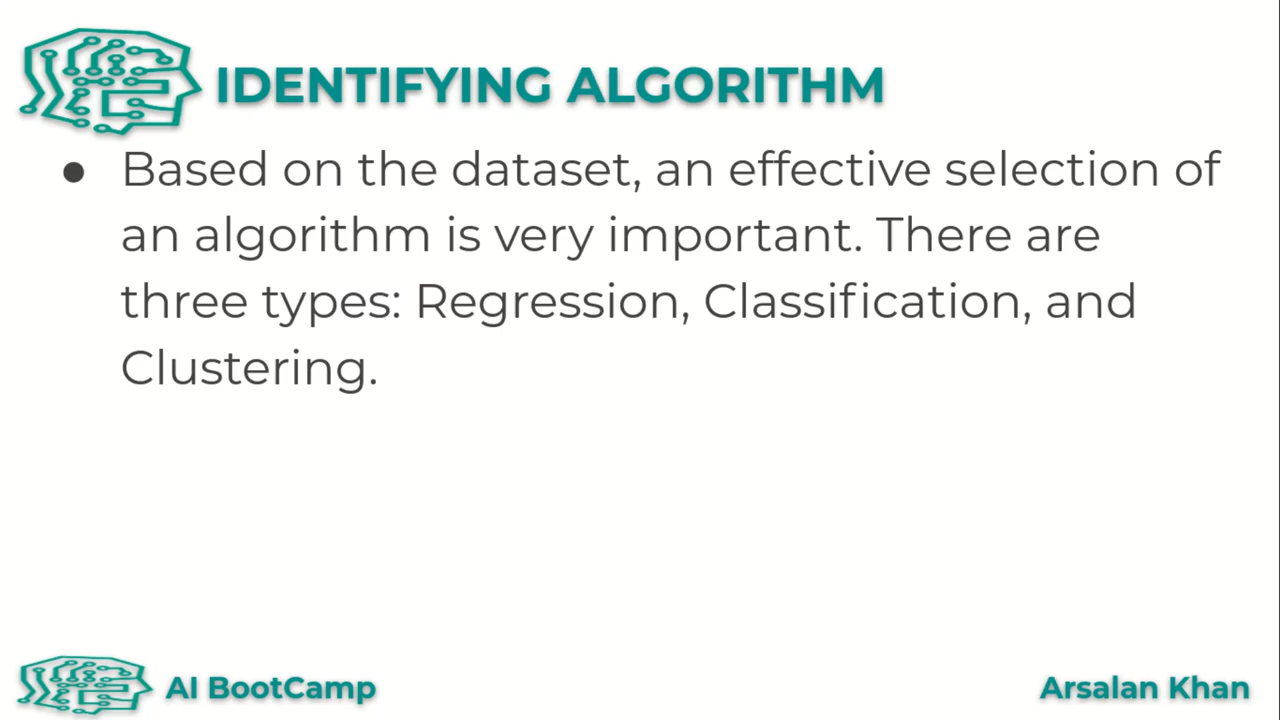 IDENTIFYING ALGORITHM
● Based on the dataset, an effective selection of
an algorithm is very important. There are
three types: Regression, Classification, and
Clustering.
AI BootCamp
Arsalan Khan